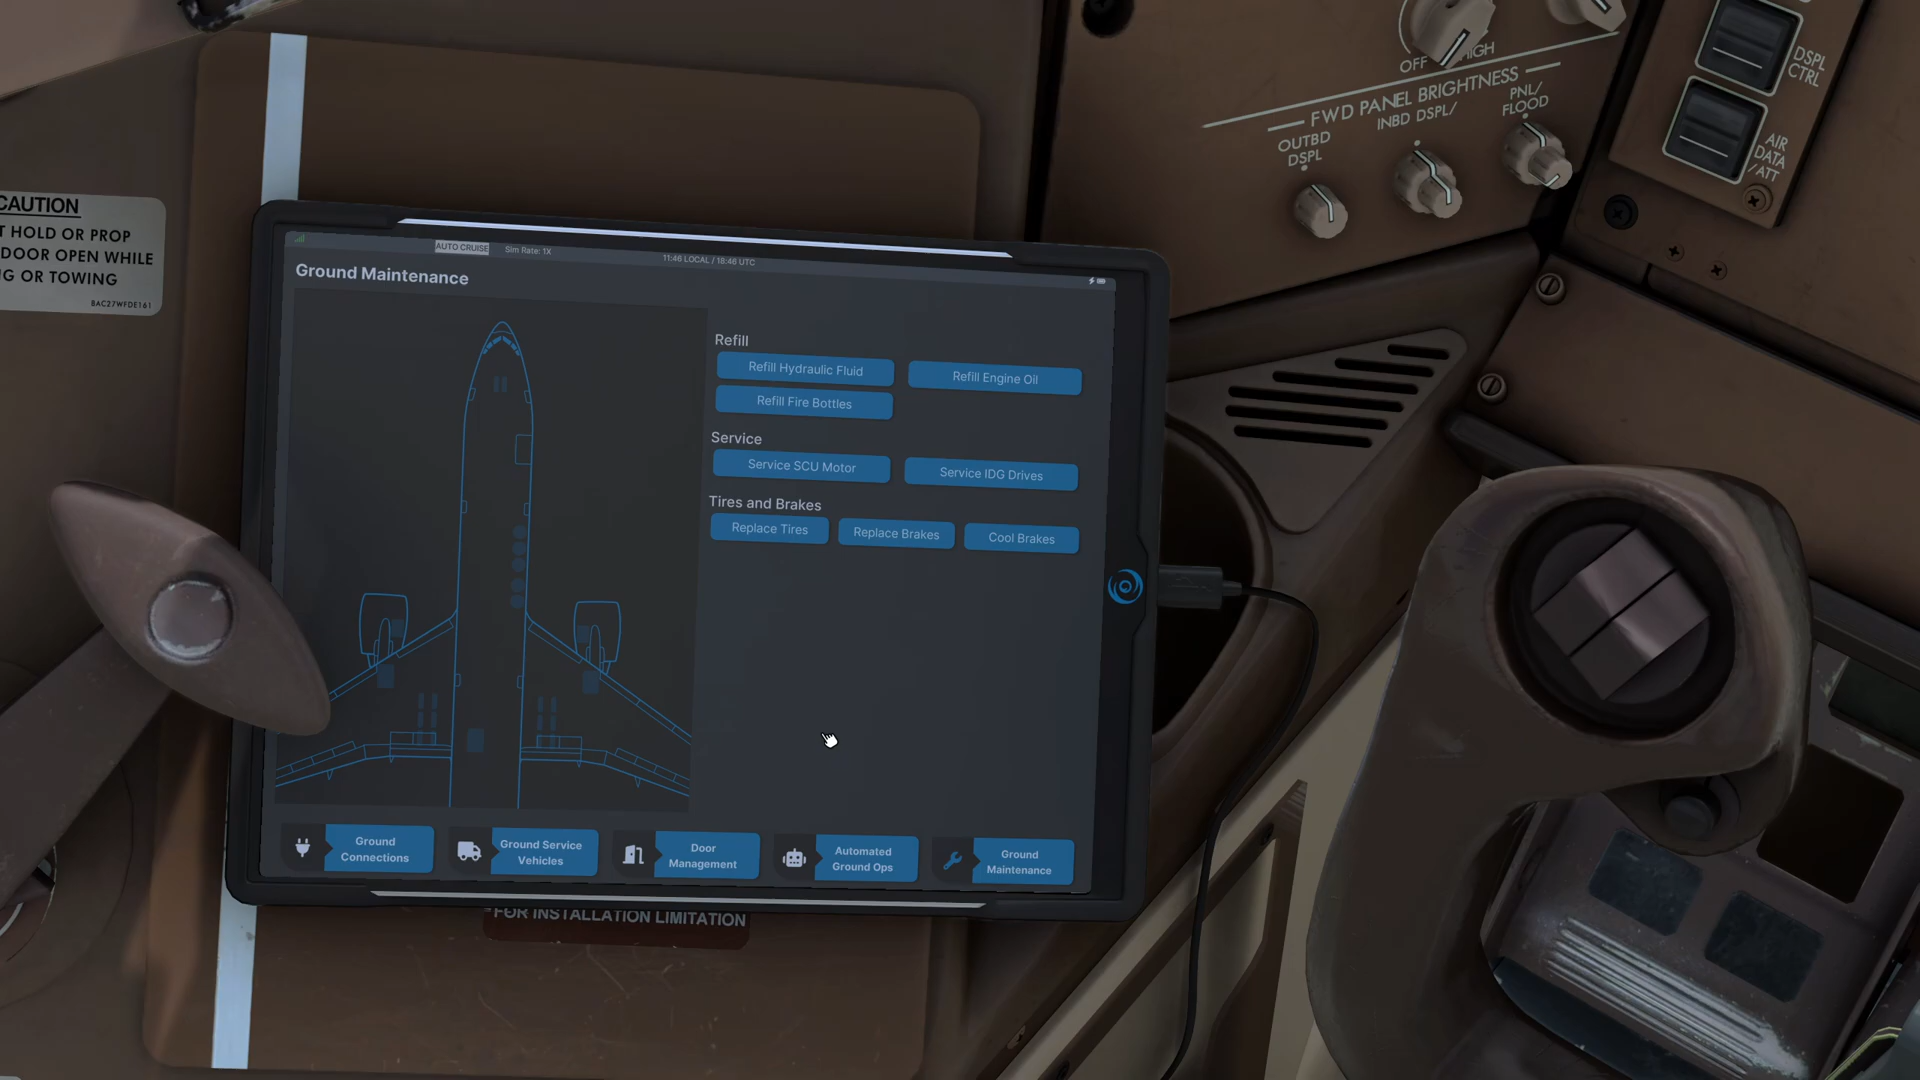 OFF
HIGH
FWD PANEL BRIGHTNESS
OUTBD
DSPL
INBD DSPL/
PNL/
FLOOD
DSPL
CTRL
AIR
DATA
/ATT
CAUTION
T HOLD OR PROP
DOOR OPEN WHILE
G OR TOWING
BAC27WFDE161
AUTO CRUISE
Sim Rate: 1X
11:46 LOCAL / 18:46 UTC
Ground Maintenance
Refill
Refill Hydraulic Fluid
Refill Engine Oil
Refill Fire Bottles
Service
Service SCU Motor
Service IDG Drives
Tires and Brakes
Replace Tires
Replace Brakes
Cool Brakes
Ground
Connections
Ground Service
Vehicles
Door
Management
Automated
Ground Ops
Ground
Maintenance
FOR INSTALLATION LIMITATION